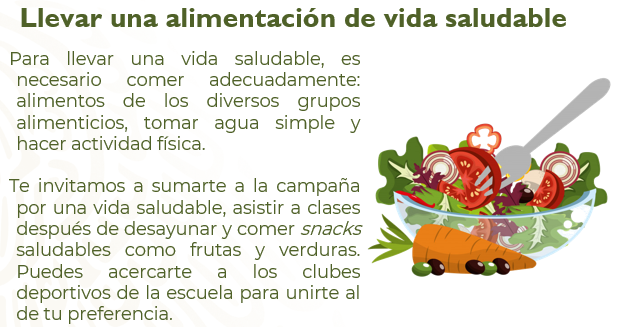 Llevar una alimentación de vida saludable
Para llevar una vida saludable, es
necesario comer adecuadamente:
alimentos de los diversos grupos
alimenticios, tomar agua simple y
hacer actividad física.
Te invitamos a sumarte a la campaña
por una vida saludable, asistir a clases
después de desayunar y comer snacks
saludables como frutas y verduras.
Puedes acercarte a los clubes
deportivos de la escuela para unirte al
de tu preferencia.